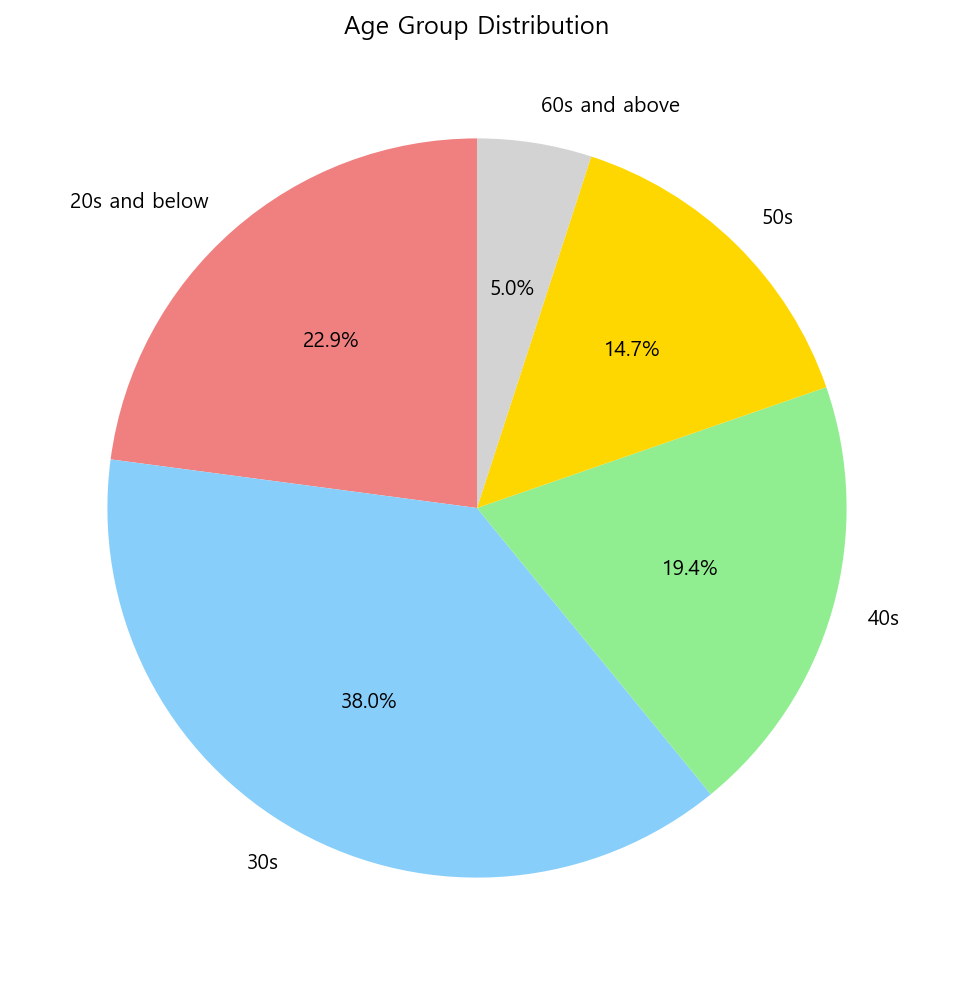 Age Group Distribution
60s and above
20s and below
50s
5.0%
22.9%
14.7%
19.4%
40s
38.0%
30s